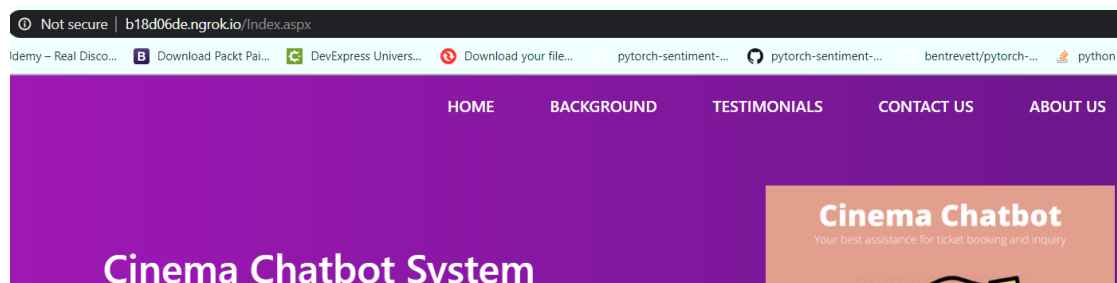 Not secure | b18d06de.ngrok.io/Index.aspx
Udemy – Real Disco... B Download Packt Pai... DevExpress Univers... Download your file... pytorch-sentiment-... pytorch-sentiment-... bentrevett/pytorch-... python
HOME BACKGROUND TESTIMONIALS CONTACT US ABOUT US
Cinema Chatbot
Your best assistance for ticket booking and inquiry
Cinema Chatbot System